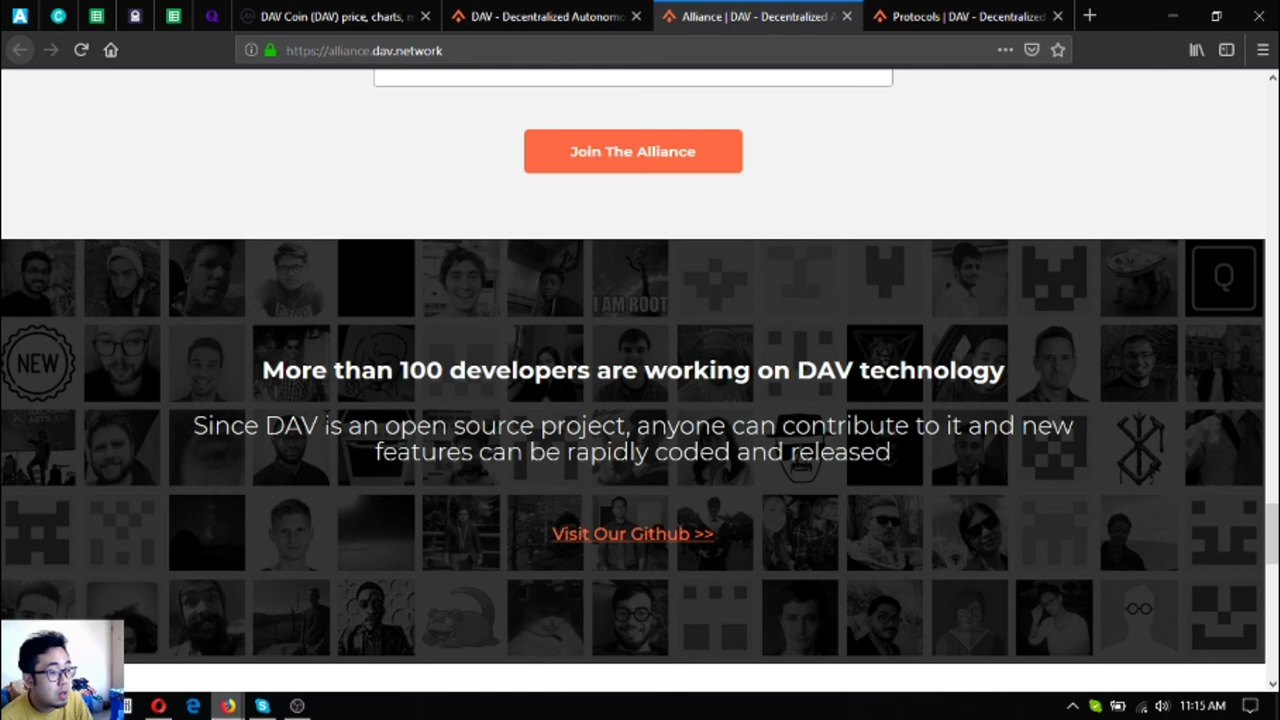 DAV Coin (DAV) price, charts, m
DAV - Decentralized Autonomo
Alliance | DAV - Decentralized A
Protocols | DAV - Decentralized
https://alliance.dav.network
Join The Alliance
I AM ROOT
Q
NEW
More than 100 developers are working on DAV technology
Since DAV is an open source project, anyone can contribute to it and new
features can be rapidly coded and released
Visit Our Github >>
11:15 AM